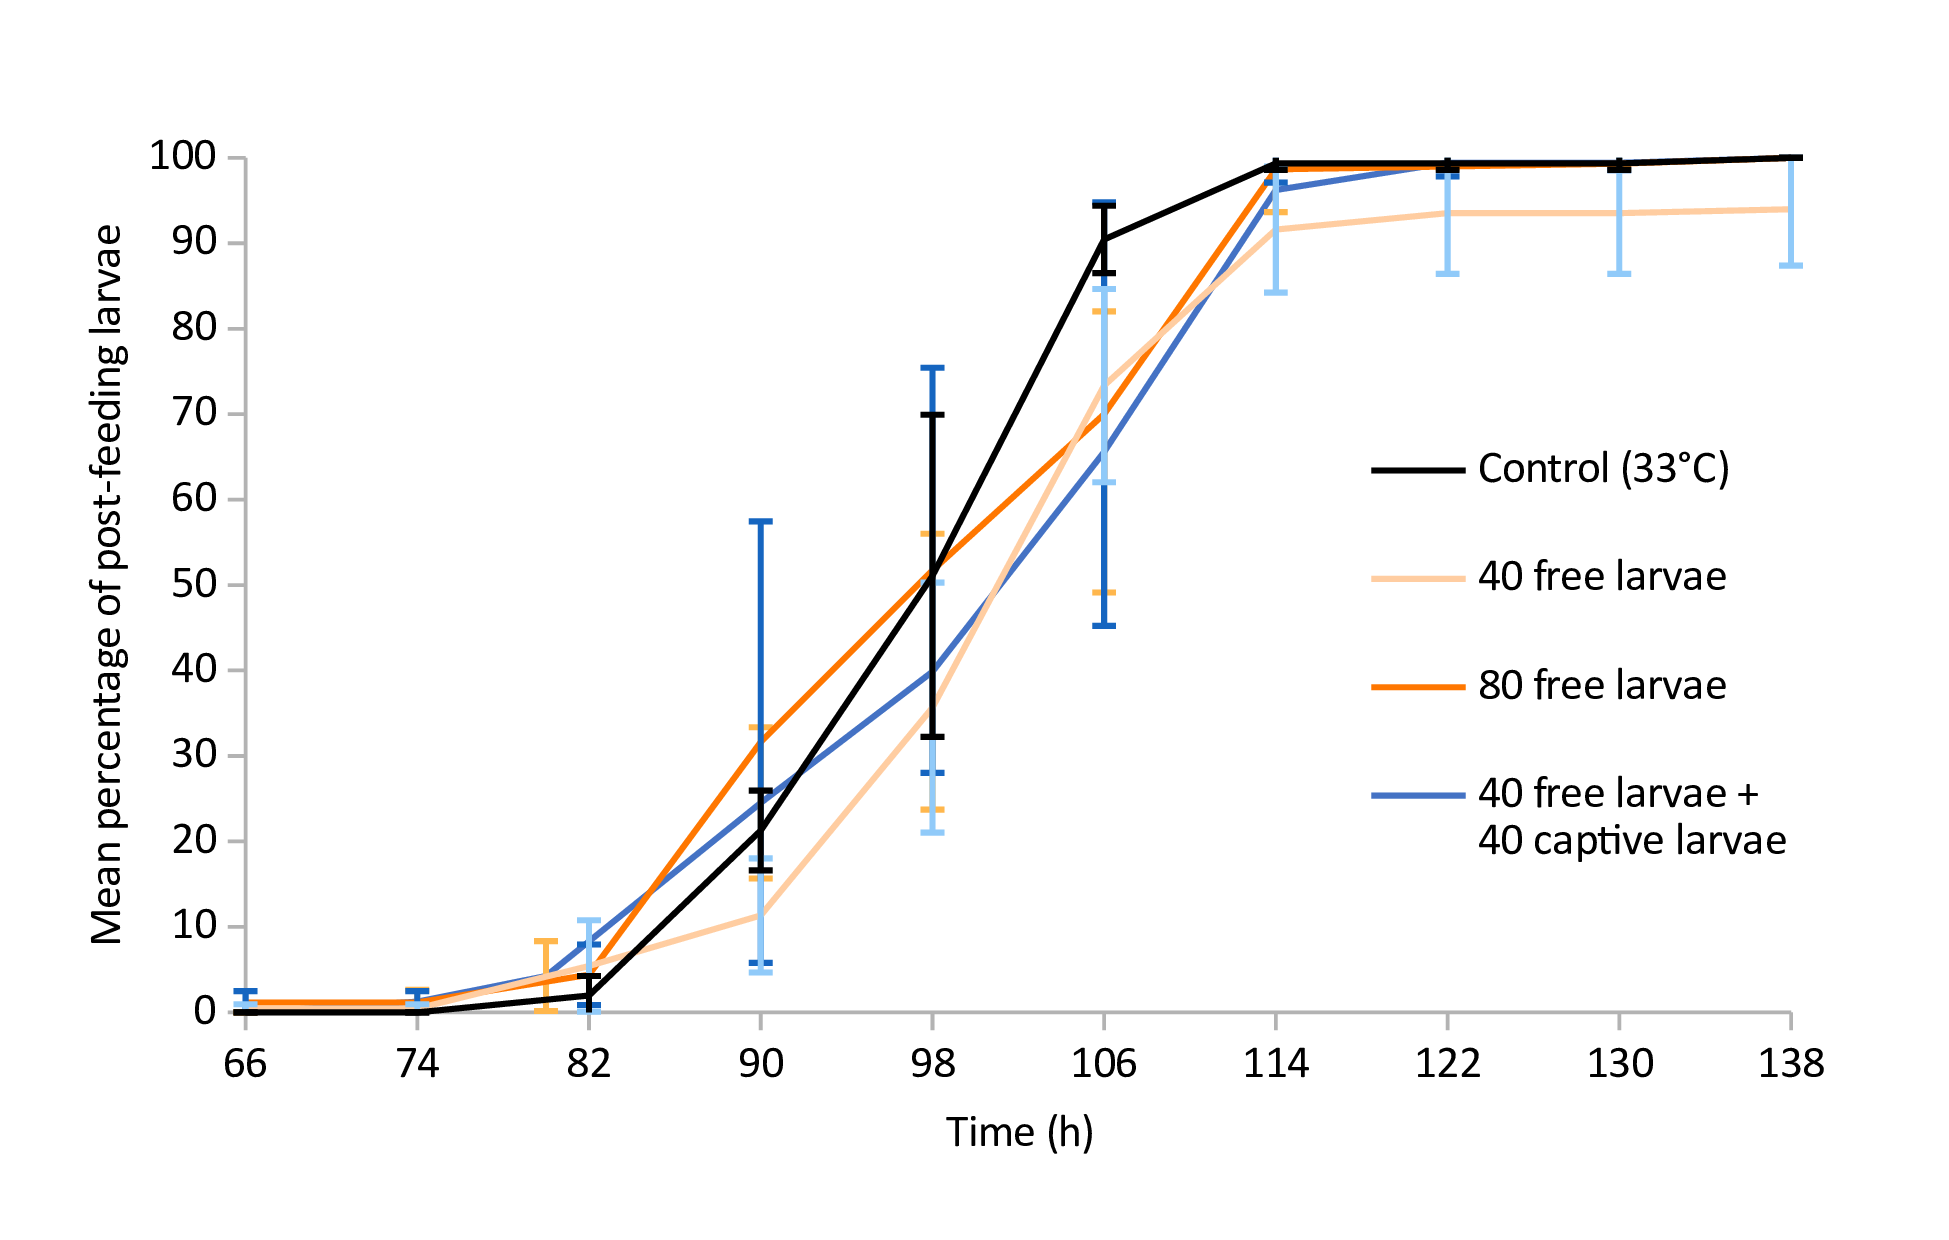 Mean percentage of post-feeding larvae
100
90
80
70
60
50
40
30
20
10
0
66 74 82 90 98 106 114 122 130 138
Time (h)
Control (33°C)
40 free larvae
80 free larvae
40 free larvae +
40 captive larvae